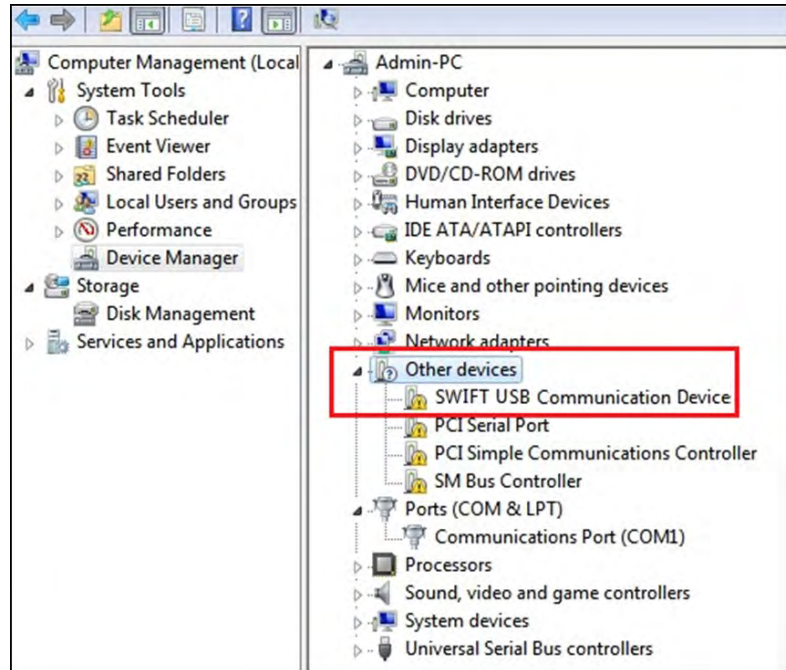 Computer Management (Local
System Tools
Task Scheduler
Event Viewer
Shared Folders
Local Users and Groups
Performance
Device Manager
Storage
Disk Management
Services and Applications
Admin-PC
Computer
Disk drives
Display adapters
DVD/CD-ROM drives
Human Interface Devices
IDE ATA/ATAPI controllers
Keyboards
Mice and other pointing devices
Monitors
Network adapters
Other devices
SWIFT USB Communication Device
PCI Serial Port
PCI Simple Communications Controller
SM Bus Controller
Ports (COM & LPT)
Communications Port (COM1)
Processors
Sound, video and game controllers
System devices
Universal Serial Bus controllers